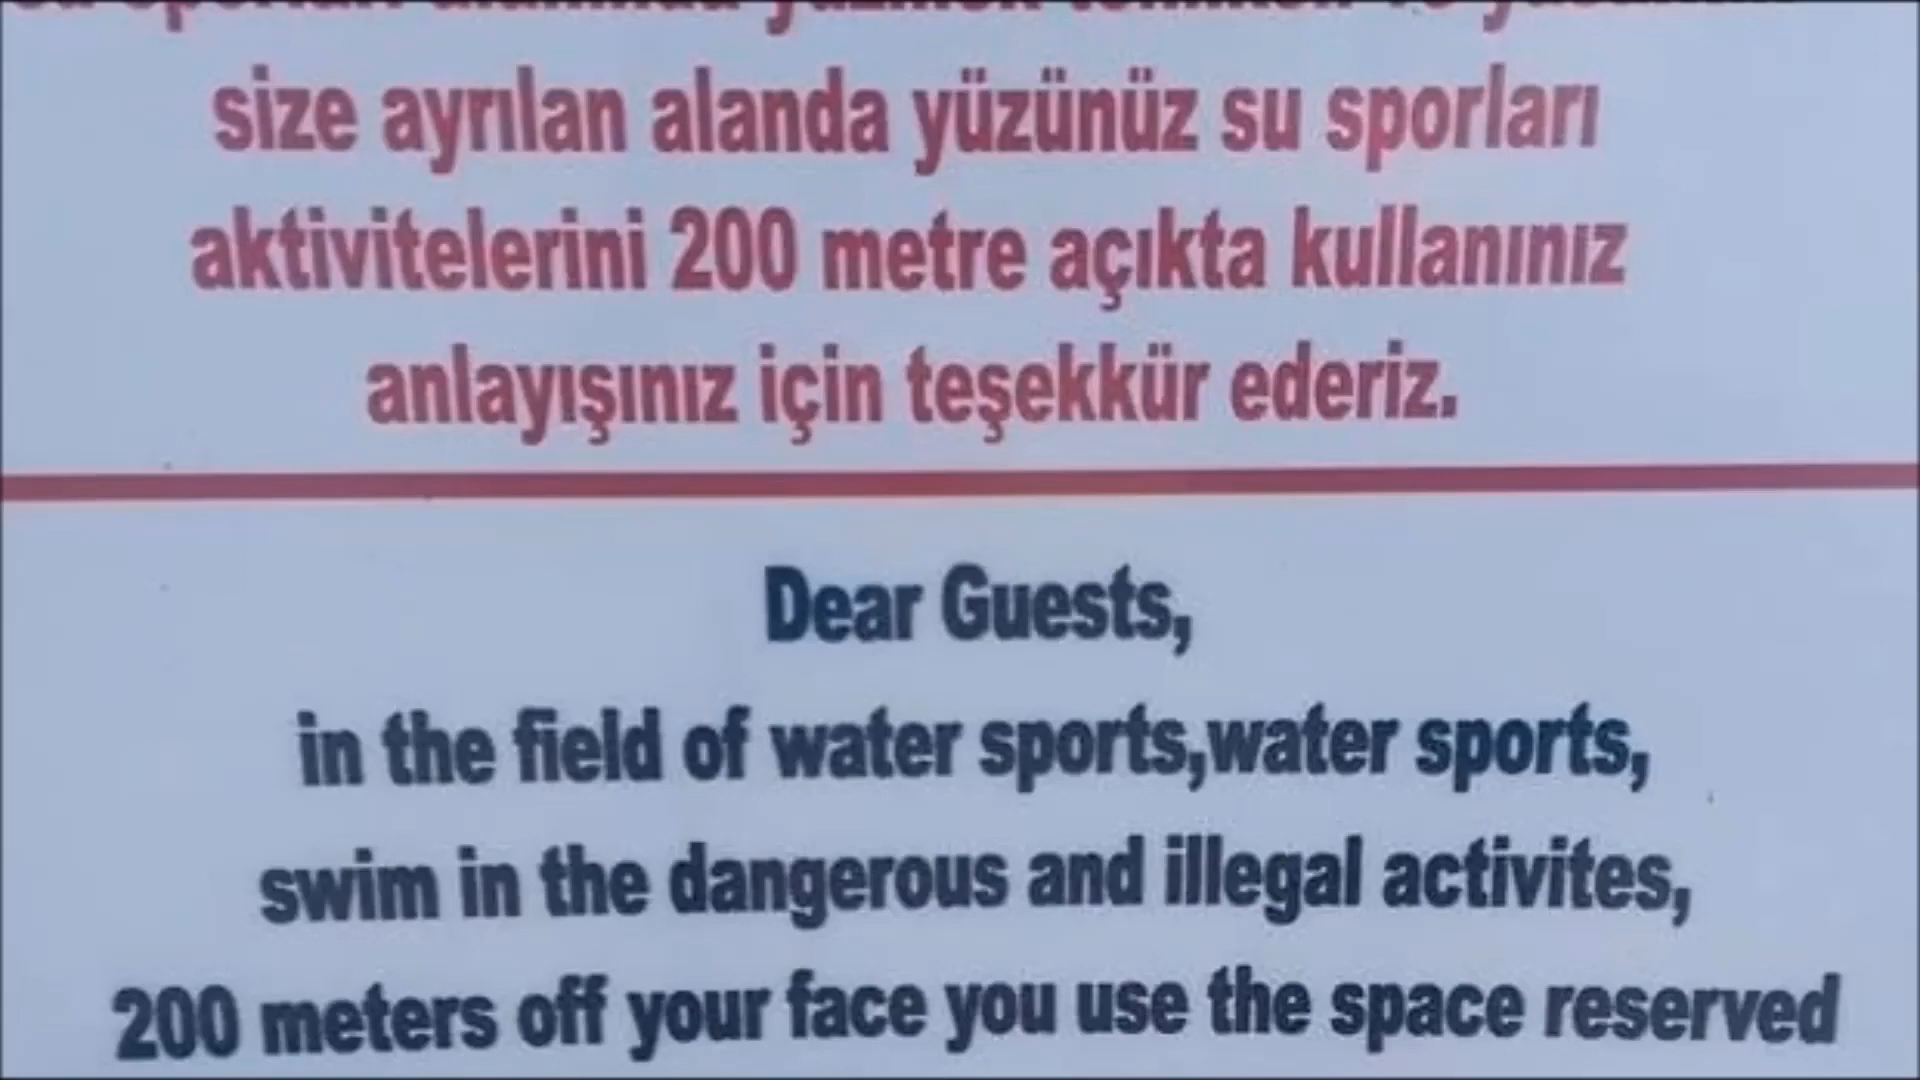 size ayrılan alanda yüzünüz su sporları
aktivitelerini 200 metre açıkta kullanınız
anlayışınız için teşekkür ederiz.
Dear Guests,
in the field of water sports,water sports,
swim in the dangerous and illegal activites,
200 meters off your face you use the space reserved